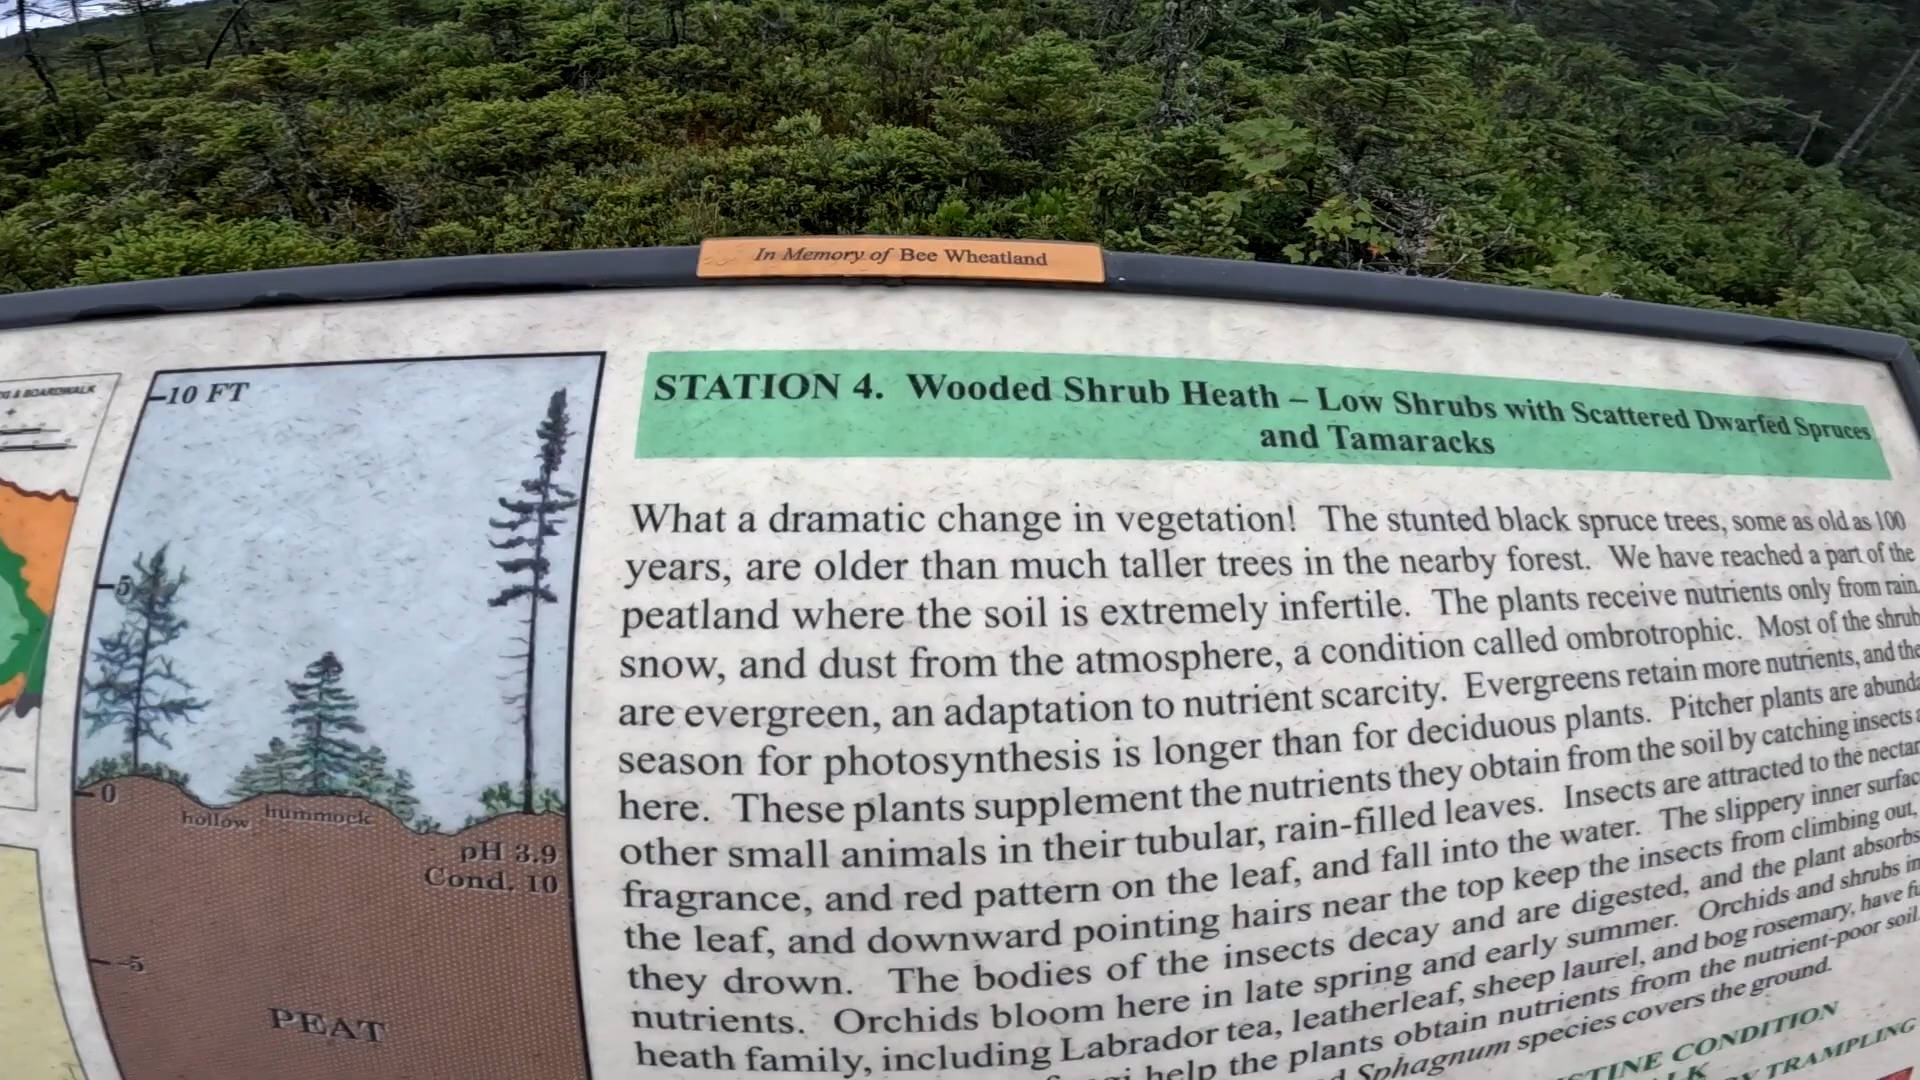 In Memory of Bee Wheatland
& BOARDWALK
10 FT
5
0
hollow
hummock
pH 3.9
Cond. 10
-5
PEAT
STATION 4. Wooded Shrub Heath – Low Shrubs with Scattered Dwarfed Spruces
and Tamaracks
What a dramatic change in vegetation! The stunted black spruce trees, some as old as 100
years, are older than much taller trees in the nearby forest. We have reached a part of the
peatland where the soil is extremely infertile. The plants receive nutrients only from rain,
snow, and dust from the atmosphere, a condition called ombrotrophic. Most of the shrub
are evergreen, an adaptation to nutrient scarcity. Evergreens retain more nutrients, and the
season for photosynthesis is longer than for deciduous plants. Pitcher plants are
here. These plants supplement the nutrients they obtain from the soil by catching insects
other small animals in their tubular, rain-filled leaves. Insects are attracted to the nectar
fragrance, and red pattern on the leaf, and fall into the water. The slippery inner
the leaf, and downward pointing hairs near the top keep the insects from climbing out,
they drown. The bodies of the insects decay and are digested, and the plant absorbs
nutrients. Orchids bloom here in late spring and early summer. Orchids and shrubs
heath family, including Labrador tea, leatherleaf, sheep laurel, and bog rosemary, have
help the plants obtain nutrients from the nutrient-poor soil.
Sphagnum species covers the ground.
CONDITION
TRAMPLING